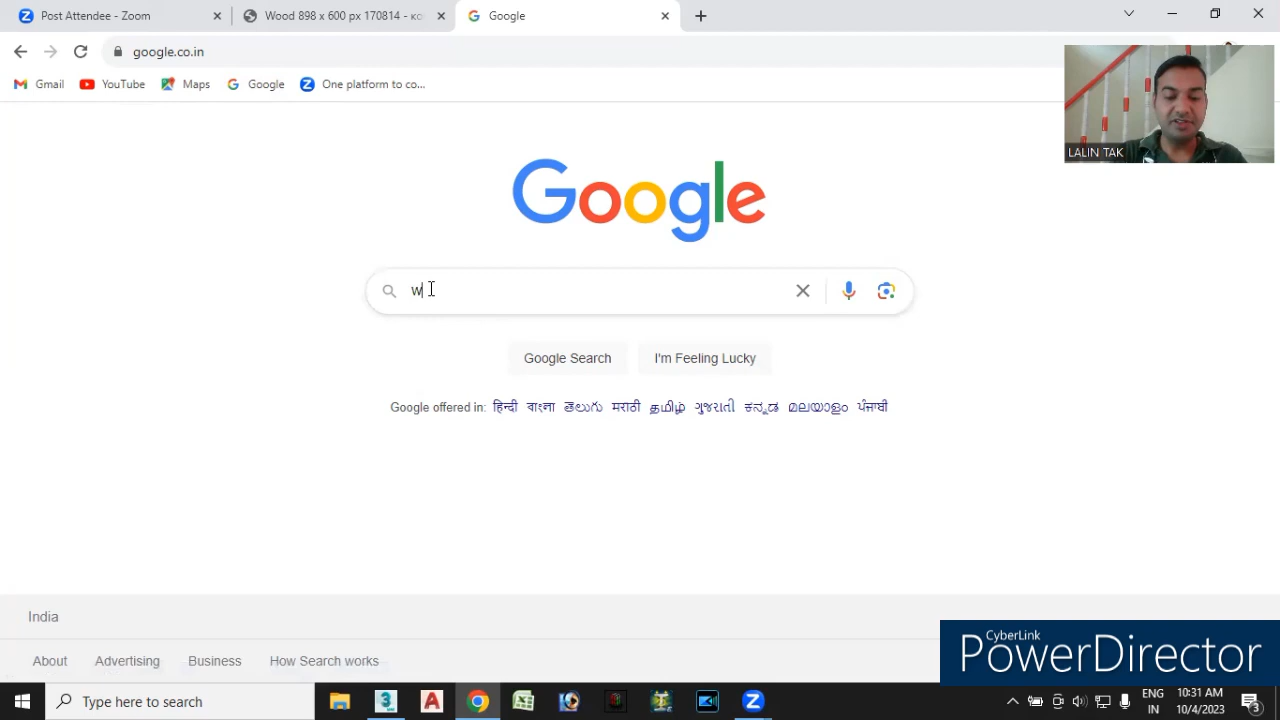 Post Attendee - Zoom
Wood 898 x 600 px 170814 - ко
Google
google.co.in
Gmail
YouTube
Maps
Google
One platform to co...
LALIN TAK
Google
w
Google Search
I'm Feeling Lucky
Google offered in: हिन्दी বাংলা తెలుగు मराठी தமிழ் ગુજરાતી ಕನ್ನಡ മലയാളം ਪੰਜਾਬੀ
India
About
Advertising
Business
How Search works
CyberLink
PowerDirector
Type here to search
ENG
IN
10:31 AM
10/4/2023
3